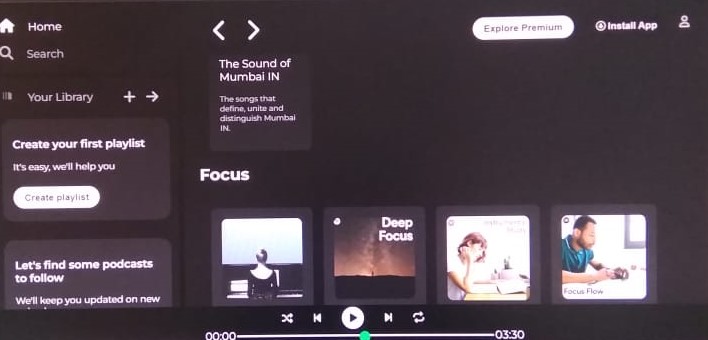 Home
Search
Your Library
Create your first playlist
It's easy, we'll help you
Create playlist
Let's find some podcasts
to follow
We'll keep you updated on new
Explore Premium
Install App
The Sound of
Mumbai IN
The songs that
define, unite and
distinguish Mumbai
IN.
Focus
Deep
Focus
Focus Flow
00:00
03:30